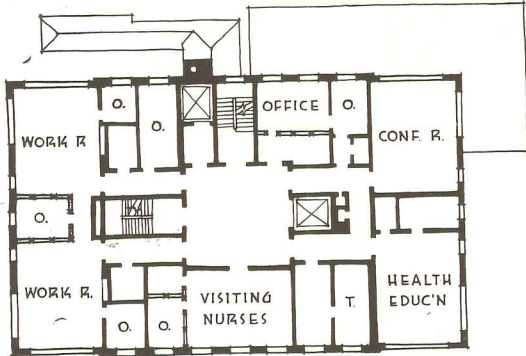 O.
O.
OFFICE
O.
WORK R
CONF. R.
O.
WORK R.
O.
O.
VISITING
NURSES
T.
HEALTH
EDUC'N